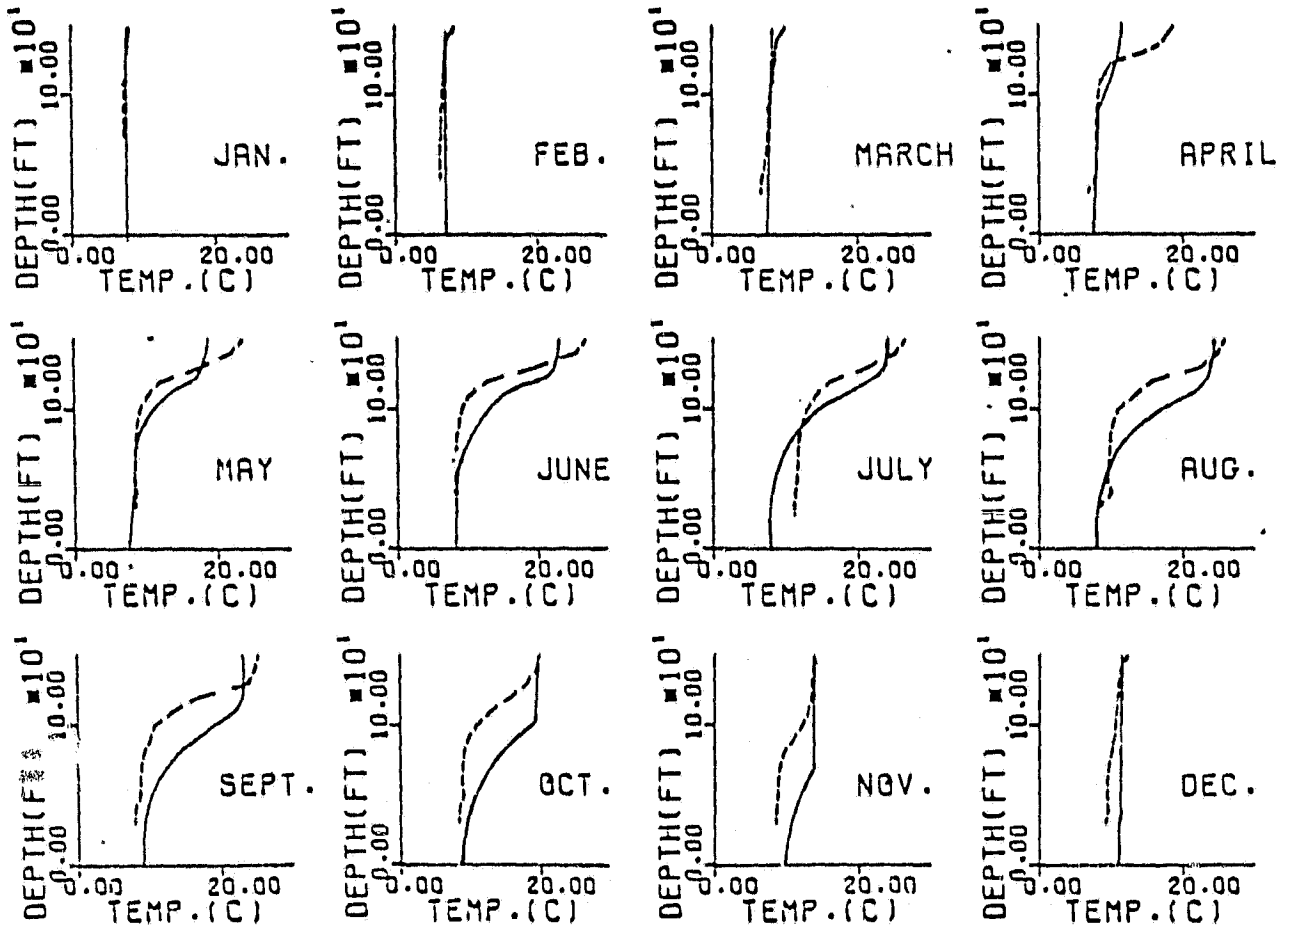 DEPTH(FT) ×10¹
10.00
0.00
JAN.
0.00 20.00
TEMP.(C)
DEPTH(FT) ×10¹
10.00
0.00
FEB.
0.00 20.00
TEMP.(C)
DEPTH(FT) ×10¹
10.00
0.00
MARCH
0.00 20.00
TEMP.(C)
DEPTH(FT) ×10¹
10.00
0.00
APRIL
0.00 20.00
TEMP.(C)
DEPTH(FT) ×10¹
10.00
0.00
MAY
0.00 20.00
TEMP.(C)
DEPTH(FT) ×10¹
10.00
0.00
JUNE
0.00 20.00
TEMP.(C)
DEPTH(FT) ×10¹
10.00
0.00
JULY
0.00 20.00
TEMP.(C)
DEPTH(FT) ×10¹
10.00
0.00
AUG.
0.00 20.00
TEMP.(C)
DEPTH(FT) ×10¹
10.00
0.00
SEPT.
0.00 20.00
TEMP.(C)
DEPTH(FT) ×10¹
10.00
0.00
OCT.
0.00 20.00
TEMP.(C)
DEPTH(FT) ×10¹
10.00
0.00
NOV.
0.00 20.00
TEMP.(C)
DEPTH(FT) ×10¹
10.00
0.00
DEC.
0.00 20.00
TEMP.(C)